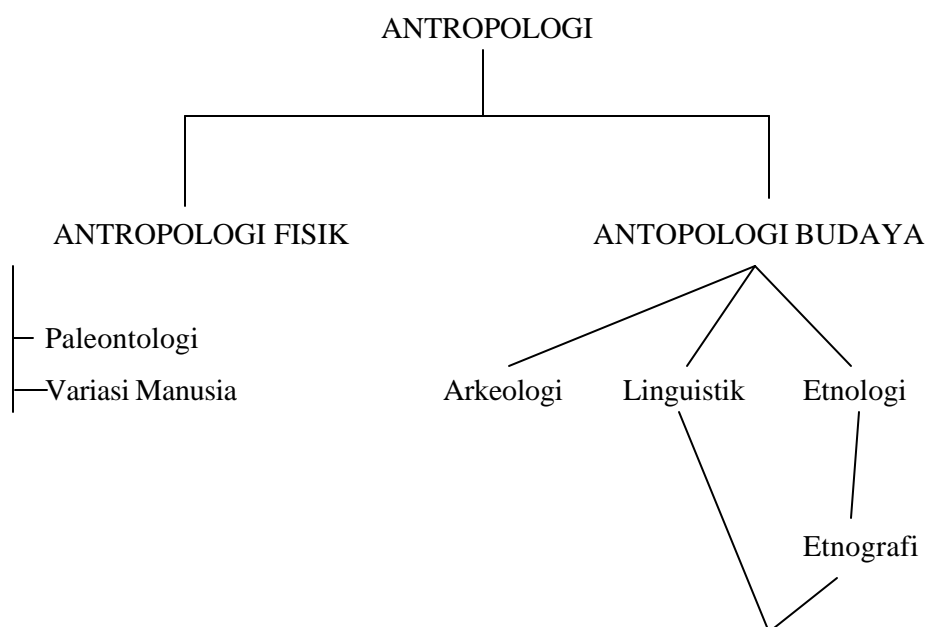 ANTROPOLOGI
ANTROPOLOGI FISIK
ANTOPOLOGI BUDAYA
Paleontologi
Variasi Manusia
Arkeologi
Linguistik
Etnologi
Etnografi